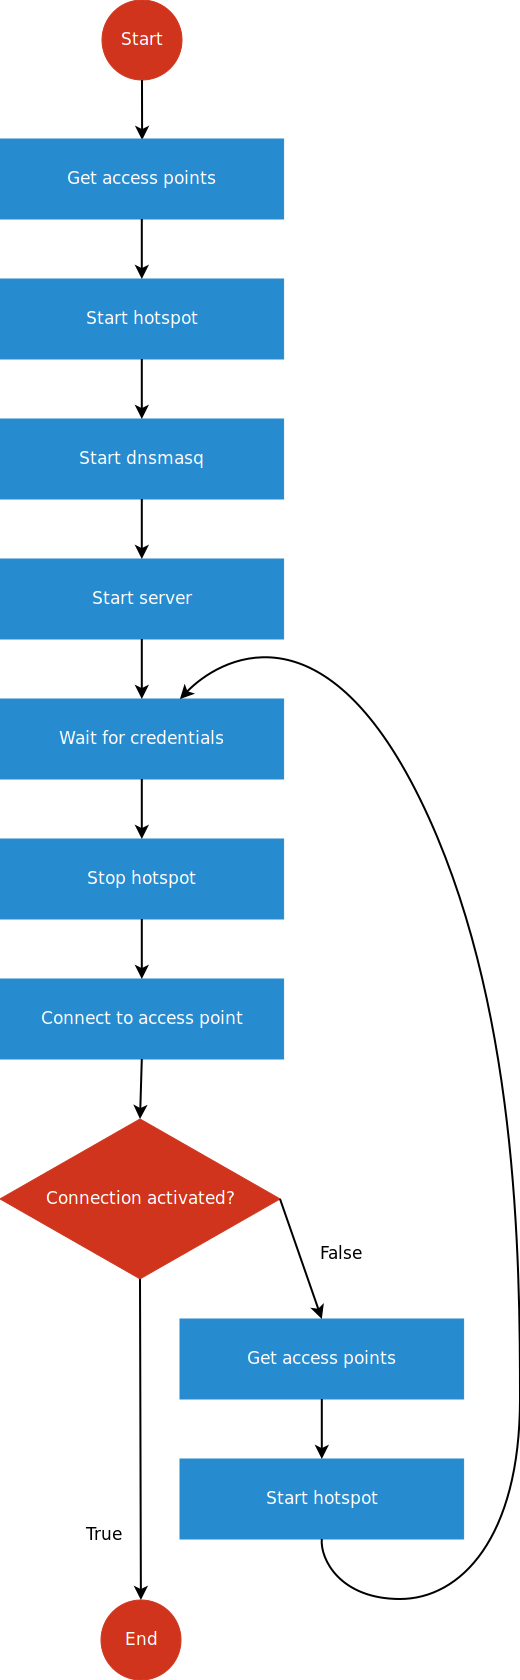 Start
Get access points
Start hotspot
Start dnsmasq
Start server
Wait for credentials
Stop hotspot
Connect to access point
Connection activated?
False
Get access points
Start hotspot
True
End